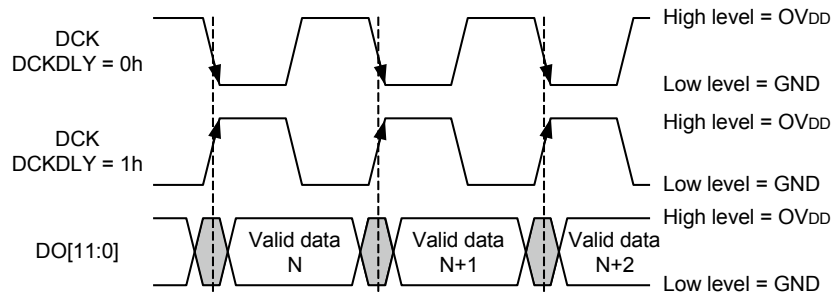 DCK
DCKDLY = 0h
High level = OVDD
Low level = GND
DCK
DCKDLY = 1h
High level = OVDD
Low level = GND
DO[11:0]
Valid data
N
Valid data
N+1
Valid data
N+2
High level = OVDD
Low level = GND